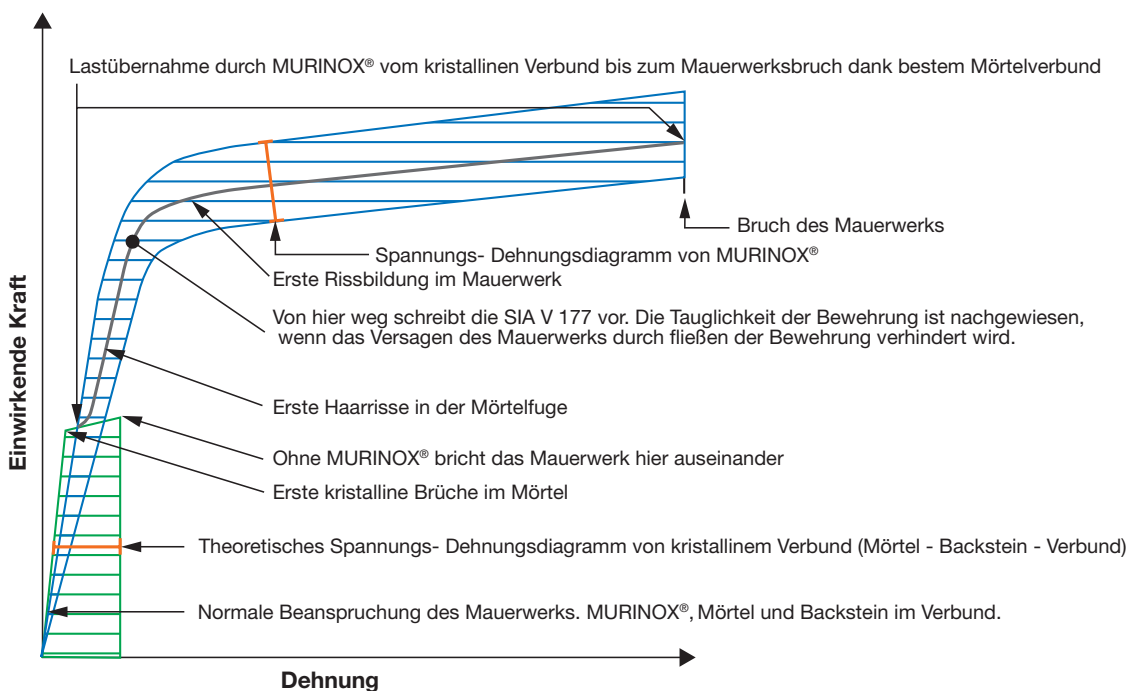 Lastübernahme durch MURINOX® vom kristallinen Verbund bis zum Mauerwerksbruch dank bestem Mörtelverbund
Bruch des Mauerwerks
Spannungs- Dehnungsdiagramm von MURINOX®
Erste Rissbildung im Mauerwerk
Von hier weg schreibt die SIA V 177 vor. Die Tauglichkeit der Bewehrung ist nachgewiesen,
wenn das Versagen des Mauerwerks durch fließen der Bewehrung verhindert wird.
Erste Haarrisse in der Mörtelfuge
Ohne MURINOX® bricht das Mauerwerk hier auseinander
Erste kristalline Brüche im Mörtel
Theoretisches Spannungs- Dehnungsdiagramm von kristallinem Verbund (Mörtel - Backstein - Verbund)
Normale Beanspruchung des Mauerwerks. MURINOX®, Mörtel und Backstein im Verbund.
Einwirkende Kraft
Dehnung